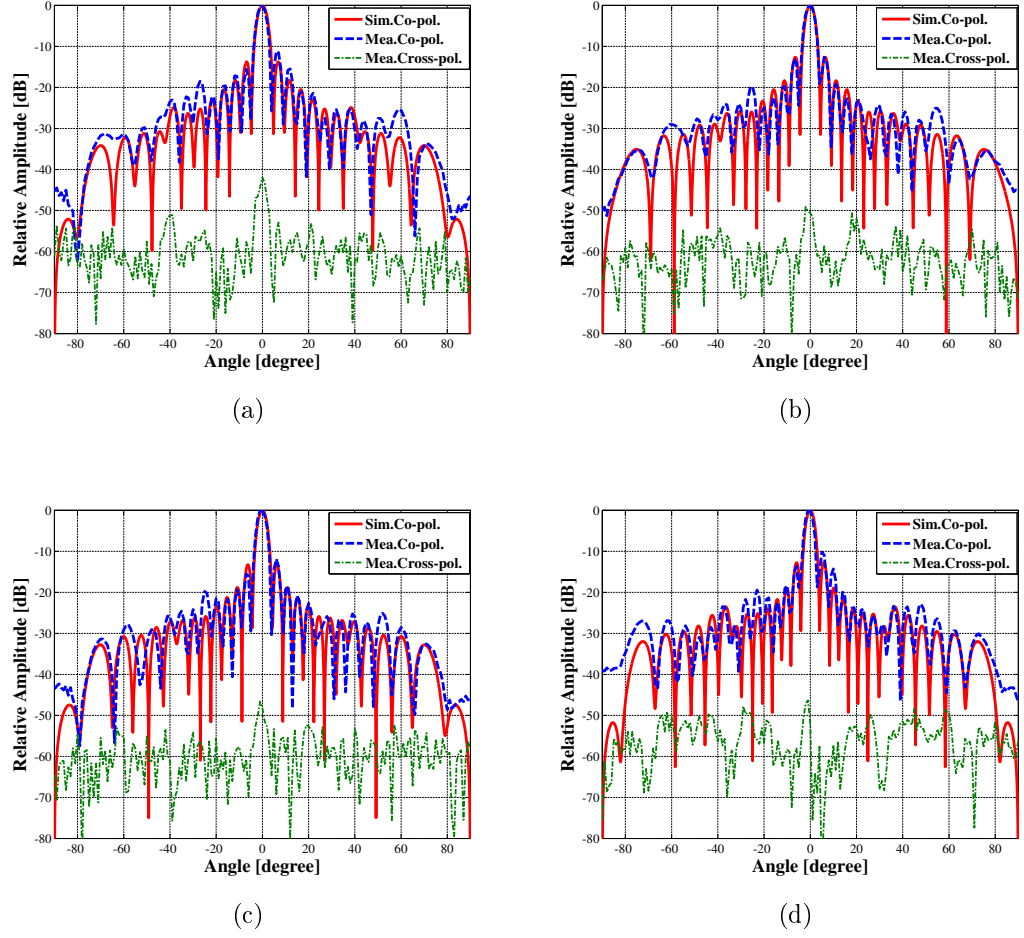 0
-10
-20
-30
-40
-50
-60
-70
-80
Relative Amplitude [dB]
-80 -60 -40 -20 0 20 40 60 80
Angle [degree]
Sim.Co-pol.
Mea.Co-pol.
Mea.Cross-pol.
(a)
0
-10
-20
-30
-40
-50
-60
-70
-80
Relative Amplitude [dB]
-80 -60 -40 -20 0 20 40 60 80
Angle [degree]
Sim.Co-pol.
Mea.Co-pol.
Mea.Cross-pol.
(b)
0
-10
-20
-30
-40
-50
-60
-70
-80
Relative Amplitude [dB]
-80 -60 -40 -20 0 20 40 60 80
Angle [degree]
Sim.Co-pol.
Mea.Co-pol.
Mea.Cross-pol.
(c)
0
-10
-20
-30
-40
-50
-60
-70
-80
Relative Amplitude [dB]
-80 -60 -40 -20 0 20 40 60 80
Angle [degree]
Sim.Co-pol.
Mea.Co-pol.
Mea.Cross-pol.
(d)